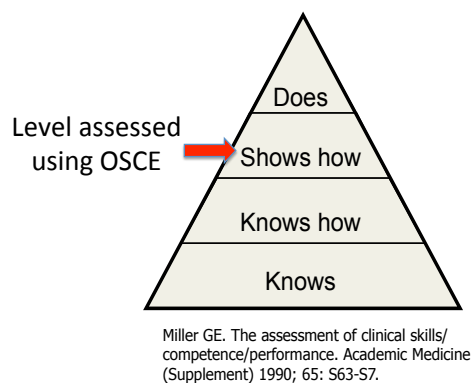 Does
Level assessed
using OSCE
Shows how
Knows how
Knows
Miller GE. The assessment of clinical skills/
competence/performance. Academic Medicine
(Supplement) 1990; 65: S63-S7.